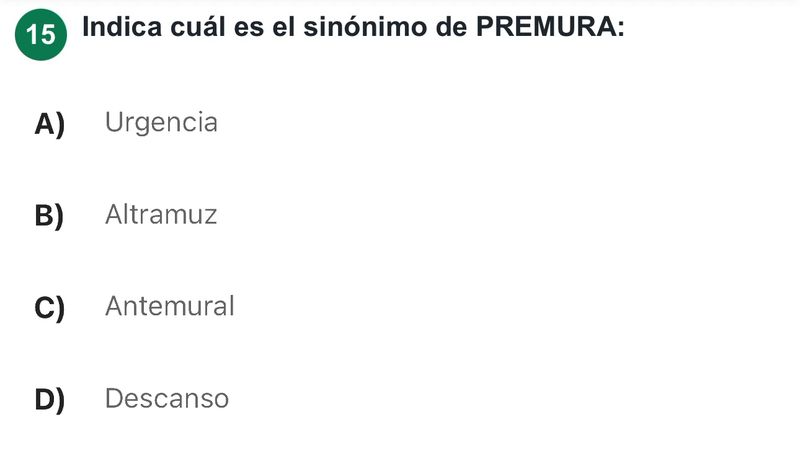 15 Indica cuál es el sinónimo de PREMURA:
A) Urgencia
B) Altramuz
C) Antemural
D) Descanso